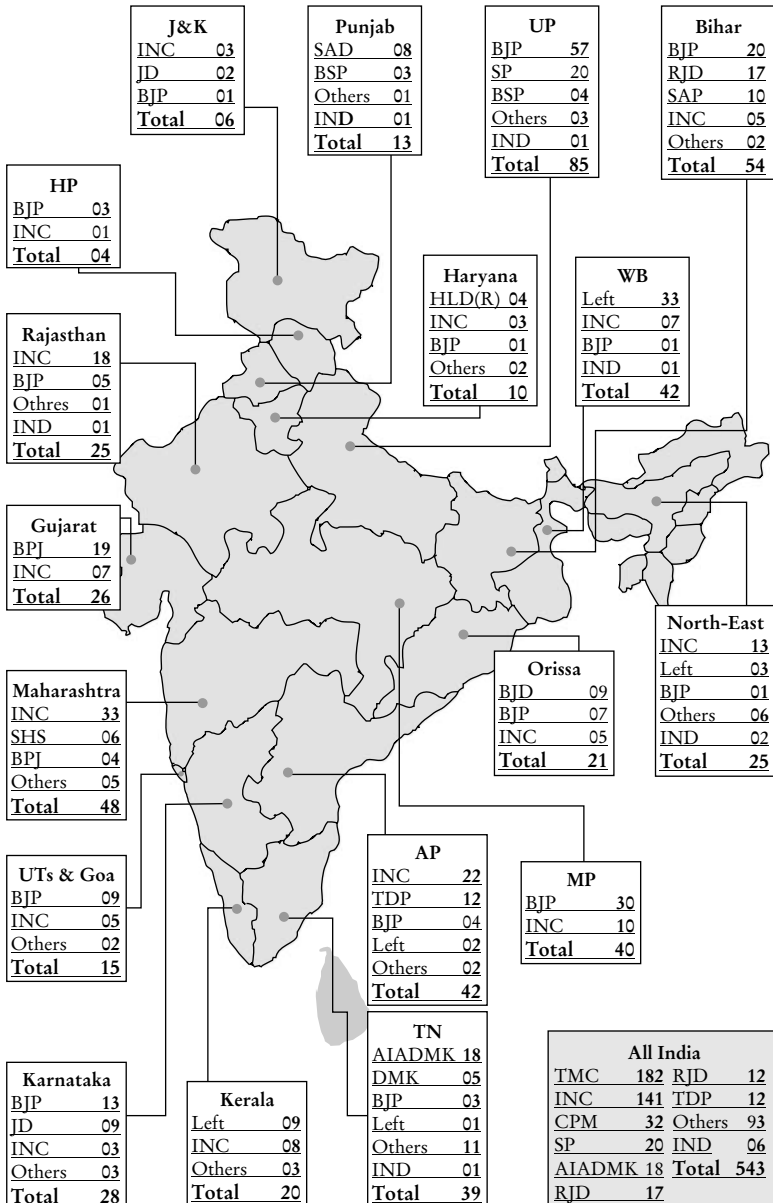 J&K
INC 03
JD 02
BJP 01
Total 06
Punjab
SAD 08
BSP 03
Others 01
IND 01
Total 13
UP
BJP 57
SP 20
BSP 04
Others 03
IND 01
Total 85
Bihar
BJP 20
RJD 17
SAP 10
INC 05
Others 02
Total 54
HP
BJP 03
INC 01
Total 04
Haryana
HLD(R) 04
INC 03
BJP 01
Others 02
Total 10
WB
Left 33
INC 07
BJP 01
IND 01
Total 42
Rajasthan
INC 18
BJP 05
Othres 01
IND 01
Total 25
Gujarat
BPJ 19
INC 07
Total 26
North-East
INC 13
Left 03
BJP 01
Others 06
IND 02
Total 25
Orissa
BJD 09
BJP 07
INC 05
Total 21
Maharashtra
INC 33
SHS 06
BPJ 04
Others 05
Total 48
AP
INC 22
TDP 12
BJP 04
Left 02
Others 02
Total 42
MP
BJP 30
INC 10
Total 40
UTs & Goa
BJP 09
INC 05
Others 02
Total 15
TN
AIADMK 18
DMK 05
BJP 03
Left 01
Others 11
IND 01
Total 39
Karnataka
BJP 13
JD 09
INC 03
Others 03
Total 28
Kerala
Left 09
INC 08
Others 03
Total 20
All India
TMC 182 RJD 12
INC 141 TDP 12
CPM 32 Others 93
SP 20 IND 06
AIADMK 18 Total 543
RJD 17